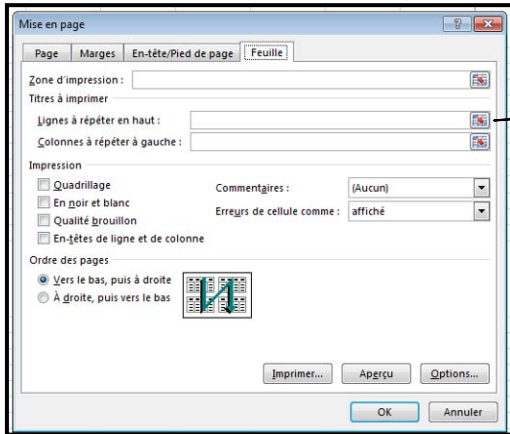 Mise en page
Page Marges En-tête/Pied de page Feuille
Zone d'impression :
Titres à imprimer
Lignes à répéter en haut :
Colonnes à répéter à gauche :
Impression
Quadrillage Commentaires : (Aucun)
En noir et blanc
Erreurs de cellule comme : affiché
Qualité brouillon
En-têtes de ligne et de colonne
Ordre des pages
Vers le bas, puis à droite
À droite, puis vers le bas
Imprimer... Aperçu Options...
OK Annuler